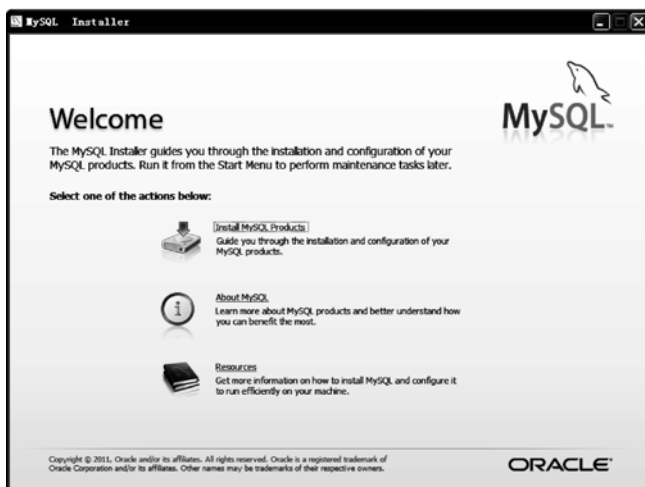 MySQL Installer
MySQL™
Welcome
The MySQL Installer guides you through the installation and configuration of your
MySQL products. Run it from the Start Menu to perform maintenance tasks later.
Select one of the actions below:
Install MySQL Products
Guide you through the installation and configuration of your
MySQL products.
About MySQL
Learn more about MySQL products and better understand how
you can benefit the most.
Resources
Get more information on how to install MySQL and configure it
to run efficiently on your machine.
Copyright © 2011, Oracle and/or its affiliates. All rights reserved. Oracle is a registered trademark of
Oracle Corporation and/or its affiliates. Other names may be trademarks of their respective owners.
ORACLE